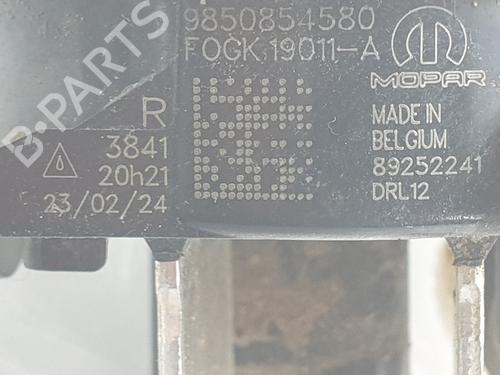 9850854580
FOGK 19011-A
MOPAR
R
3841
20h21
23/02/24
MADE IN
BELGIUM
89252241
DRL12
B-PARTS